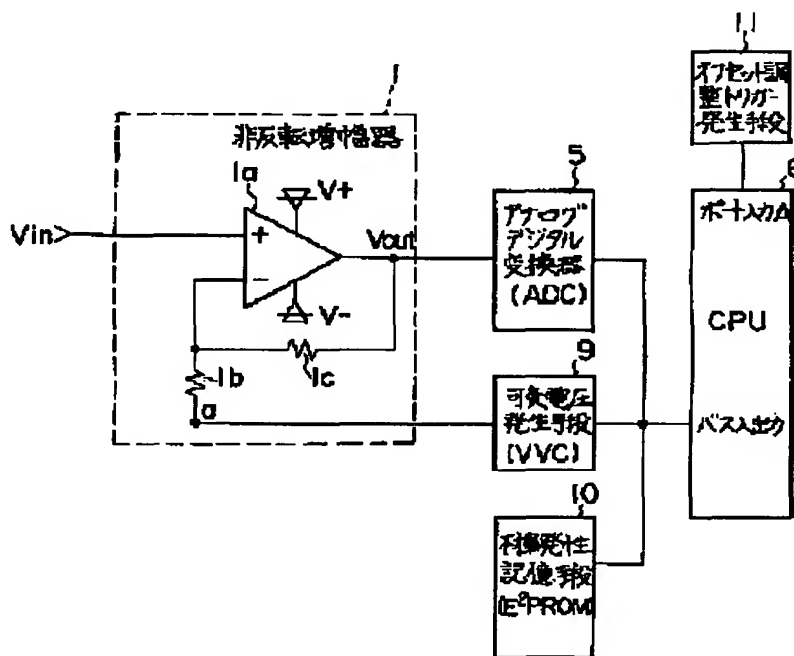 11
オフセット調
整トリガー
発生手段
1
非反転増幅器
1a
V+
Vin
+
−
Vout
V−
1c
1b
a
5
アナログ
デジタル
変換器
(ADC)
6
ポート入力
CPU
バス入出力
9
可変電圧
発生手段
(VVC)
10
不揮発性
記憶手段
(E²PROM)